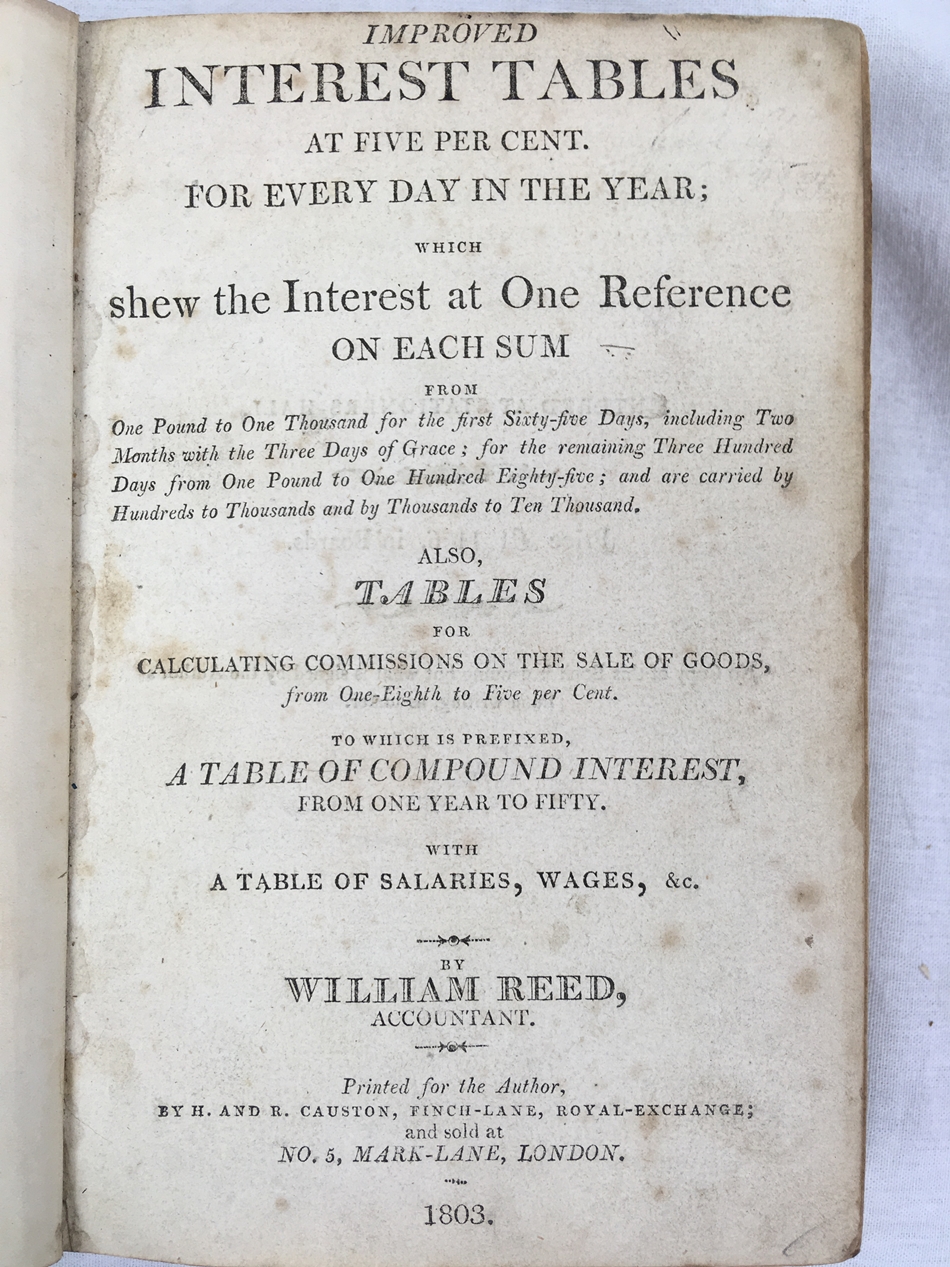 IMPROVED
INTEREST TABLES
AT FIVE PER CENT.
FOR EVERY DAY IN THE YEAR;
WHICH
shew the Interest at One Reference
ON EACH SUM
FROM
One Pound to One Thousand for the first Sixty-five Days, including Two
Months with the Three Days of Grace; for the remaining Three Hundred
Days from One Pound to One Hundred Eighty-five; and are carried by
Hundreds to Thousands and by Thousands to Ten Thousand.
ALSO,
TABLES
FOR
CALCULATING COMMISSIONS ON THE SALE OF GOODS,
from One-Eighth to Five per Cent.
TO WHICH IS PREFIXED,
A TABLE OF COMPOUND INTEREST,
FROM ONE YEAR TO FIFTY.
WITH
A TABLE OF SALARIES, WAGES, &c.
BY
WILLIAM REED,
ACCOUNTANT.
Printed for the Author,
BY H. AND R. CAUSTON, FINCH-LANE, ROYAL-EXCHANGE;
and sold at
NO. 5, MARK-LANE, LONDON.
1803.